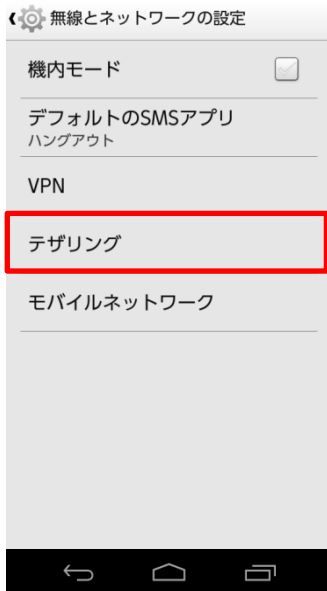 無線とネットワークの設定
機内モード
デフォルトのSMSアプリ
ハングアウト
VPN
テザリング
モバイルネットワーク